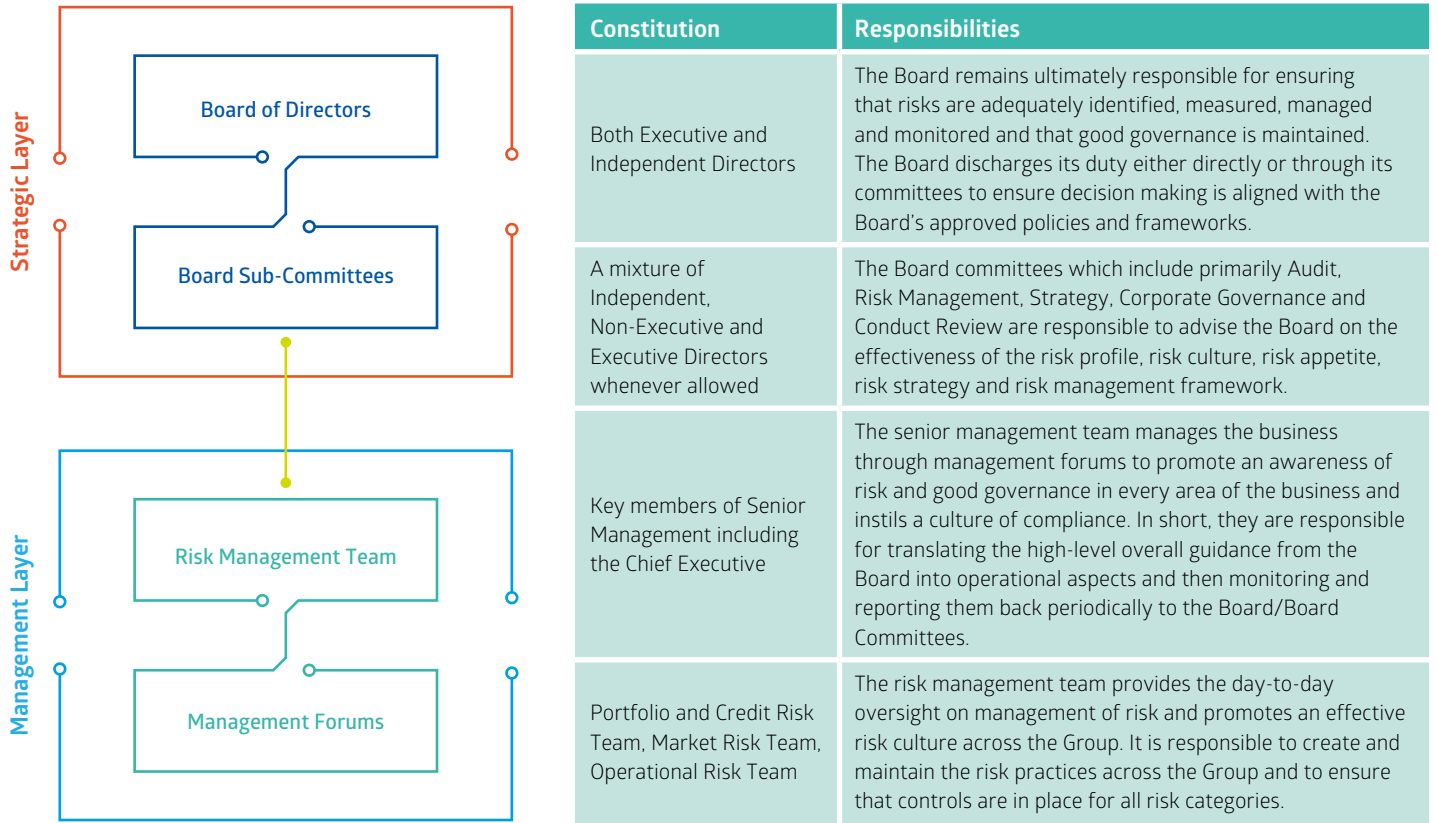 Strategic Layer
Board of Directors
Board Sub-Committees
Management Layer
Risk Management Team
Management Forums
Constitution
Responsibilities
Both Executive and
Independent Directors
The Board remains ultimately responsible for ensuring
that risks are adequately identified, measured, managed
and monitored and that good governance is maintained.
The Board discharges its duty either directly or through its
committees to ensure decision making is aligned with the
Board’s approved policies and frameworks.
A mixture of
Independent,
Non-Executive and
Executive Directors
whenever allowed
The Board committees which include primarily Audit,
Risk Management, Strategy, Corporate Governance and
Conduct Review are responsible to advise the Board on the
effectiveness of the risk profile, risk culture, risk appetite,
risk strategy and risk management framework.
Key members of Senior
Management including
the Chief Executive
The senior management team manages the business
through management forums to promote an awareness of
risk and good governance in every area of the business and
instils a culture of compliance. In short, they are responsible
for translating the high-level overall guidance from the
Board into operational aspects and then monitoring and
reporting them back periodically to the Board/Board
Committees.
Portfolio and Credit Risk
Team, Market Risk Team,
Operational Risk Team
The risk management team provides the day-to-day
oversight on management of risk and promotes an effective
risk culture across the Group. It is responsible to create and
maintain the risk practices across the Group and to ensure
that controls are in place for all risk categories.